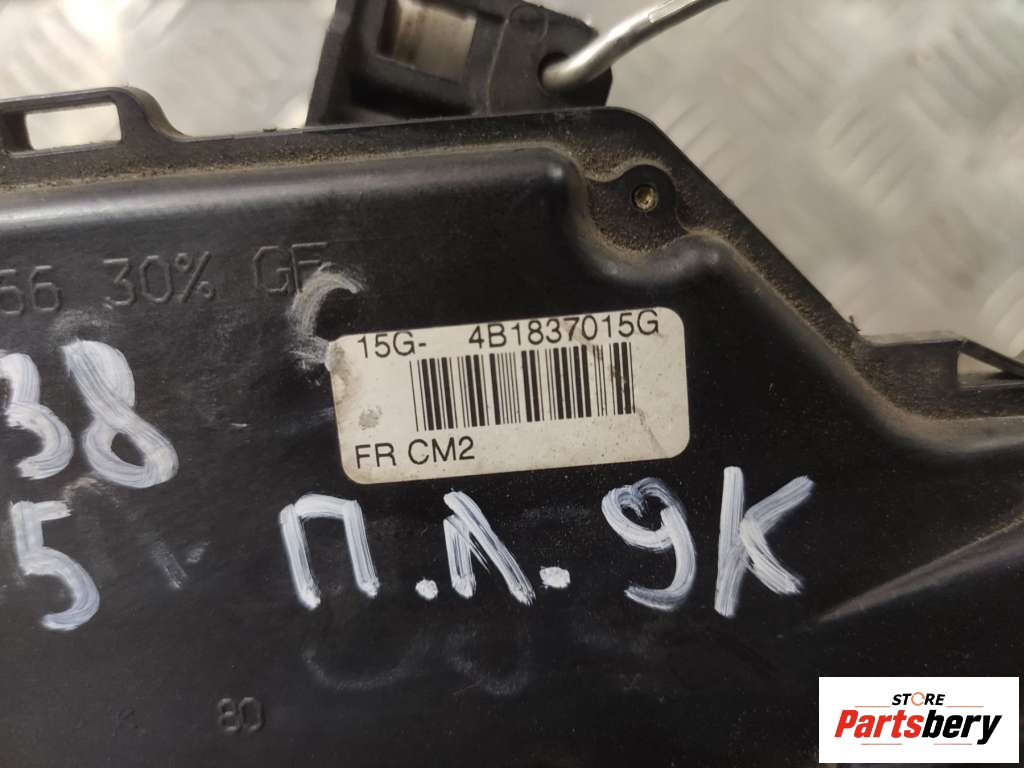 66 30% GF
15G- 4B1837015G
FR CM2
38
5 П.Л. 9К
80
STORE
Partsbery